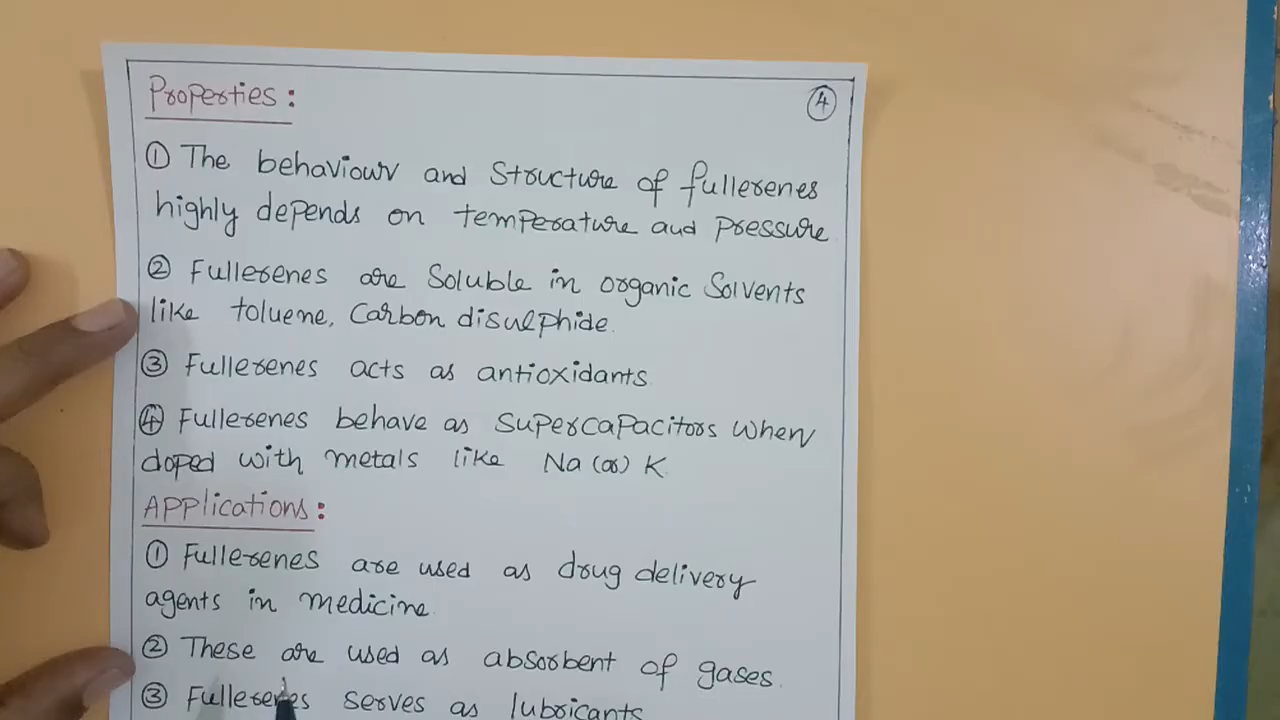 Properties:
④
① The behaviour and Structure of fullerenes
highly depends on temperature and pressure
② Fullerenes are Soluble in organic Solvents
like toluene, Carbon disulphide.
③ Fullerenes acts as antioxidants.
④ Fullerenes behave as Supercapacitors when
doped with metals like Na (or) K.
Applications:
① Fullerenes are used as drug delivery
agents in medicine.
② These are used as absorbent of gases.
③ Fullerenes serves as lubricants